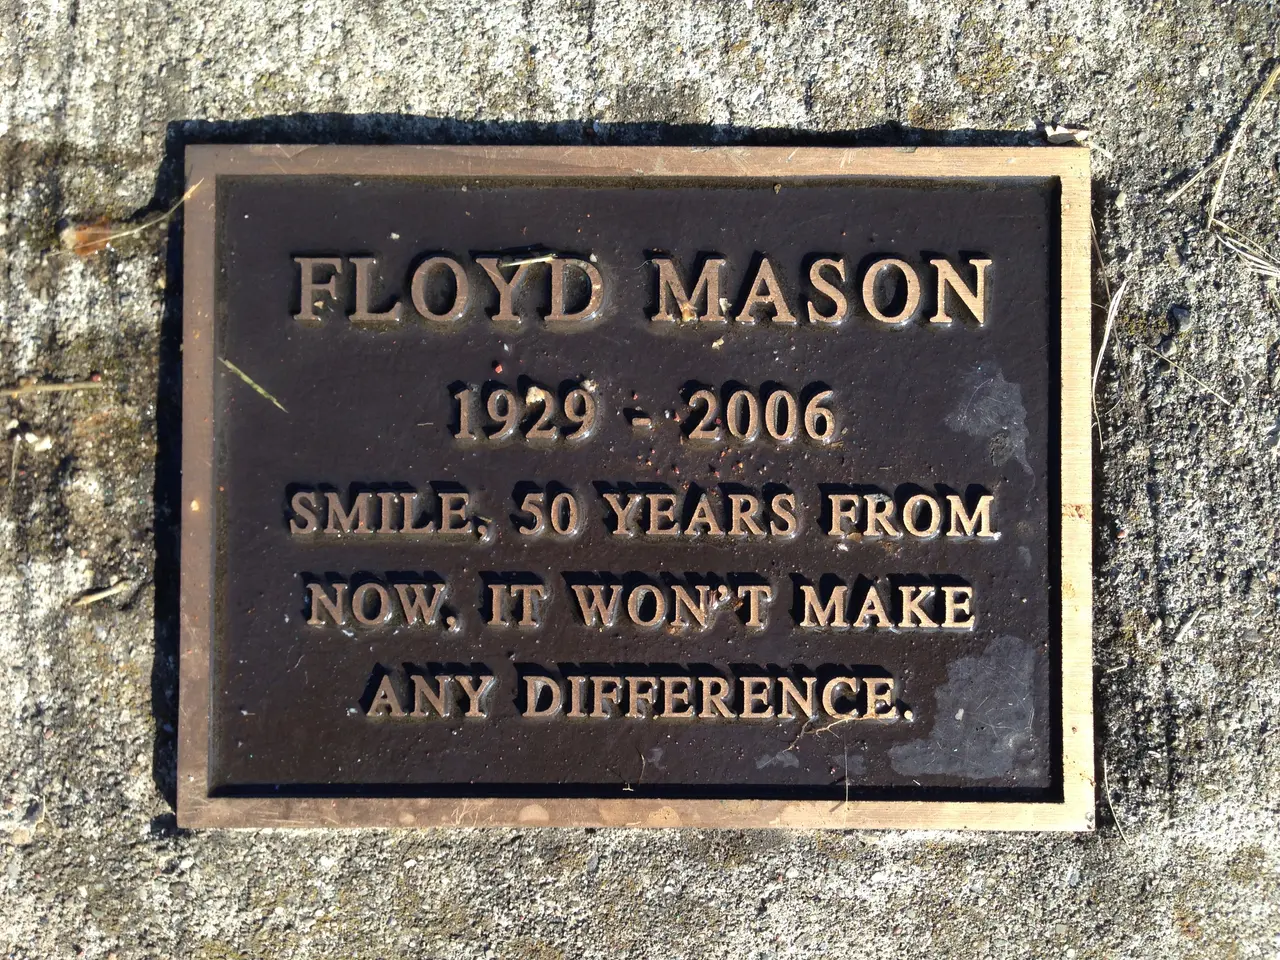 FLOYD MASON
1929 - 2006
SMILE, 50 YEARS FROM
NOW, IT WON'T MAKE
ANY DIFFERENCE.